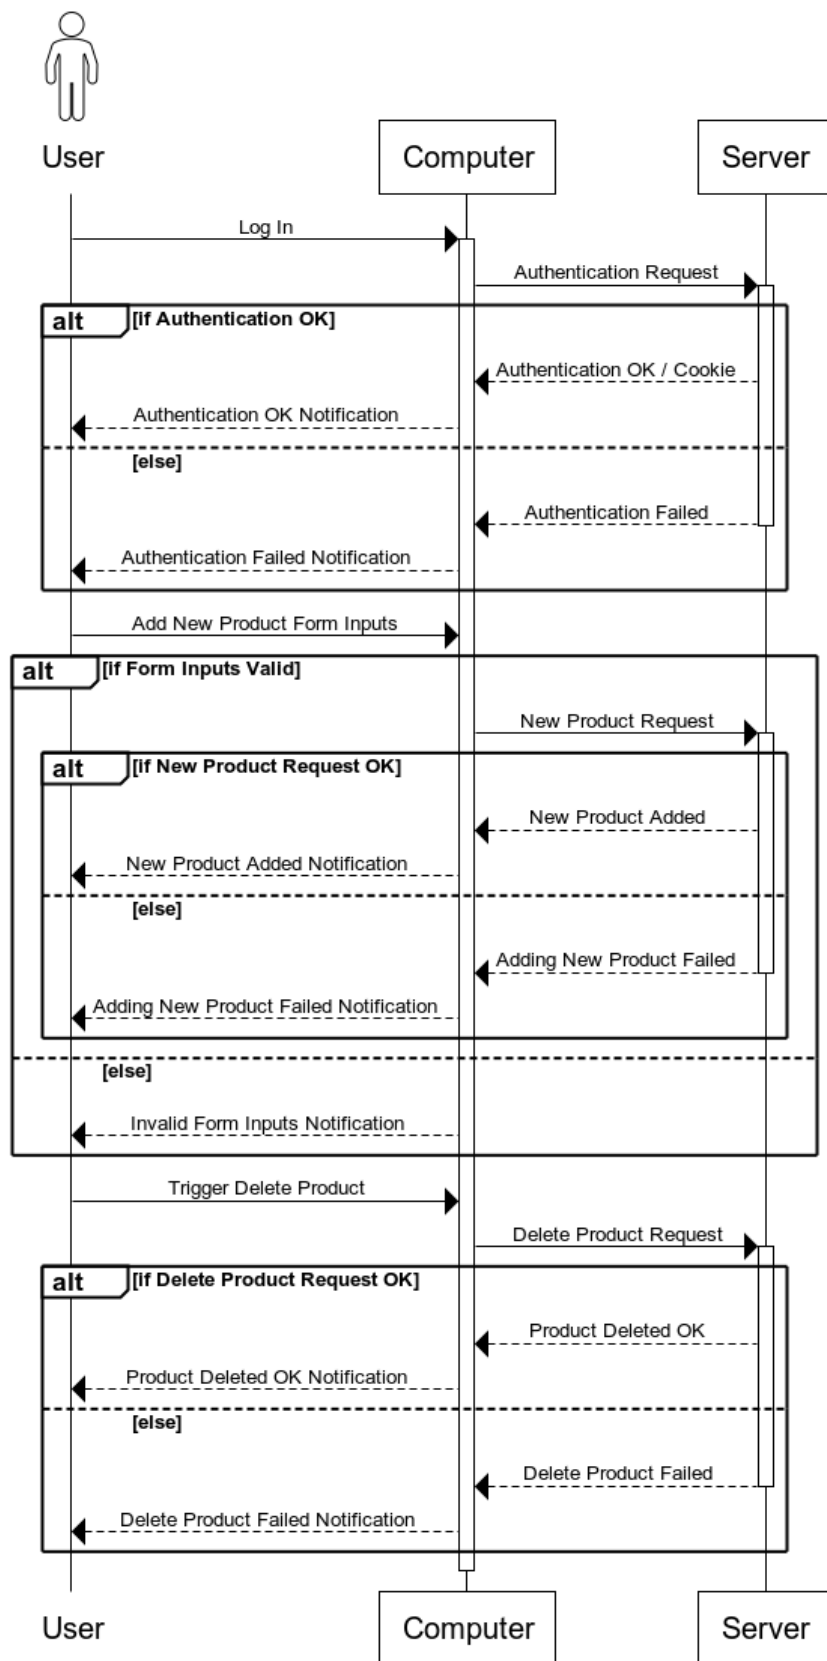 User
Computer
Server
Log In
Authentication Request
alt [if Authentication OK]
Authentication OK / Cookie
Authentication OK Notification
[else]
Authentication Failed
Authentication Failed Notification
Add New Product Form Inputs
alt [if Form Inputs Valid]
New Product Request
alt [if New Product Request OK]
New Product Added
New Product Added Notification
[else]
Adding New Product Failed
Adding New Product Failed Notification
[else]
Invalid Form Inputs Notification
Trigger Delete Product
Delete Product Request
alt [if Delete Product Request OK]
Product Deleted OK
Product Deleted OK Notification
[else]
Delete Product Failed
Delete Product Failed Notification
User
Computer
Server